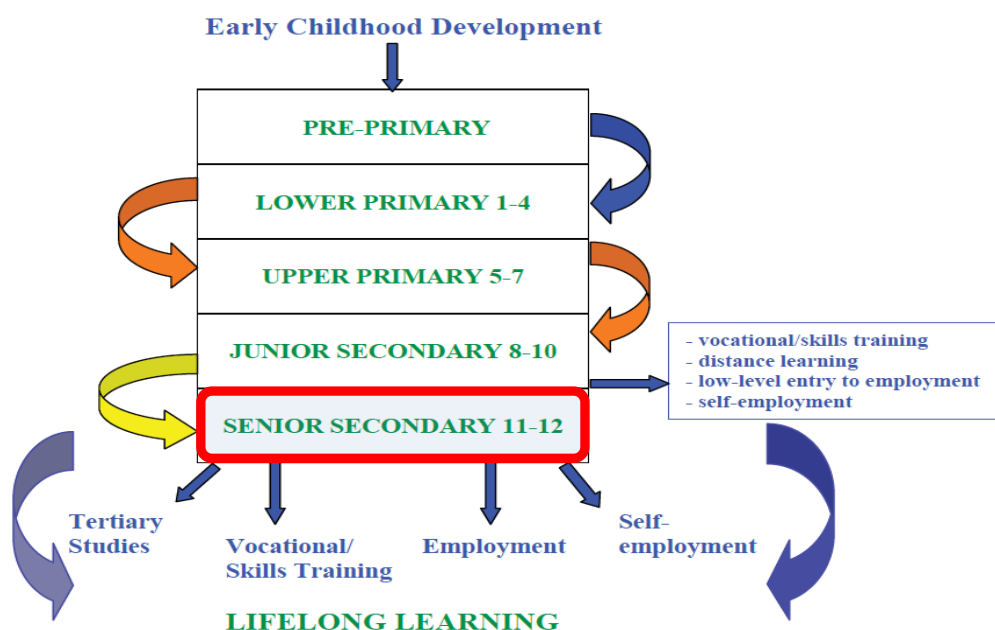 Early Childhood Development
PRE-PRIMARY
LOWER PRIMARY 1-4
UPPER PRIMARY 5-7
JUNIOR SECONDARY 8-10
- vocational/skills training
- distance learning
- low-level entry to employment
- self-employment
SENIOR SECONDARY 11-12
Tertiary
Studies
Vocational/
Skills Training
Employment
Self-
employment
LIFELONG LEARNING